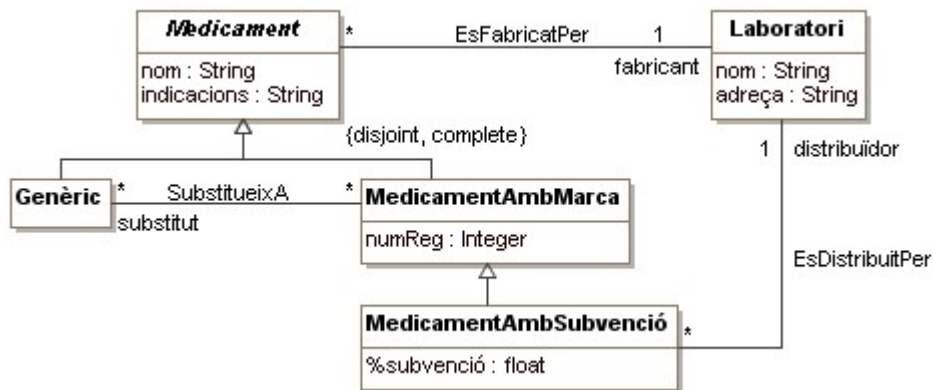 Medicament
nom : String
indicacions : String
* EsFabricatPer 1
fabricant
Laboratori
nom : String
adreça : String
{disjoint, complete}
1 distribuïdor
Genèric
* SubstitueixA *
substitut
MedicamentAmbMarca
numReg : Integer
EsDistribuitPer
MedicamentAmbSubvenció
%subvenció : float
*